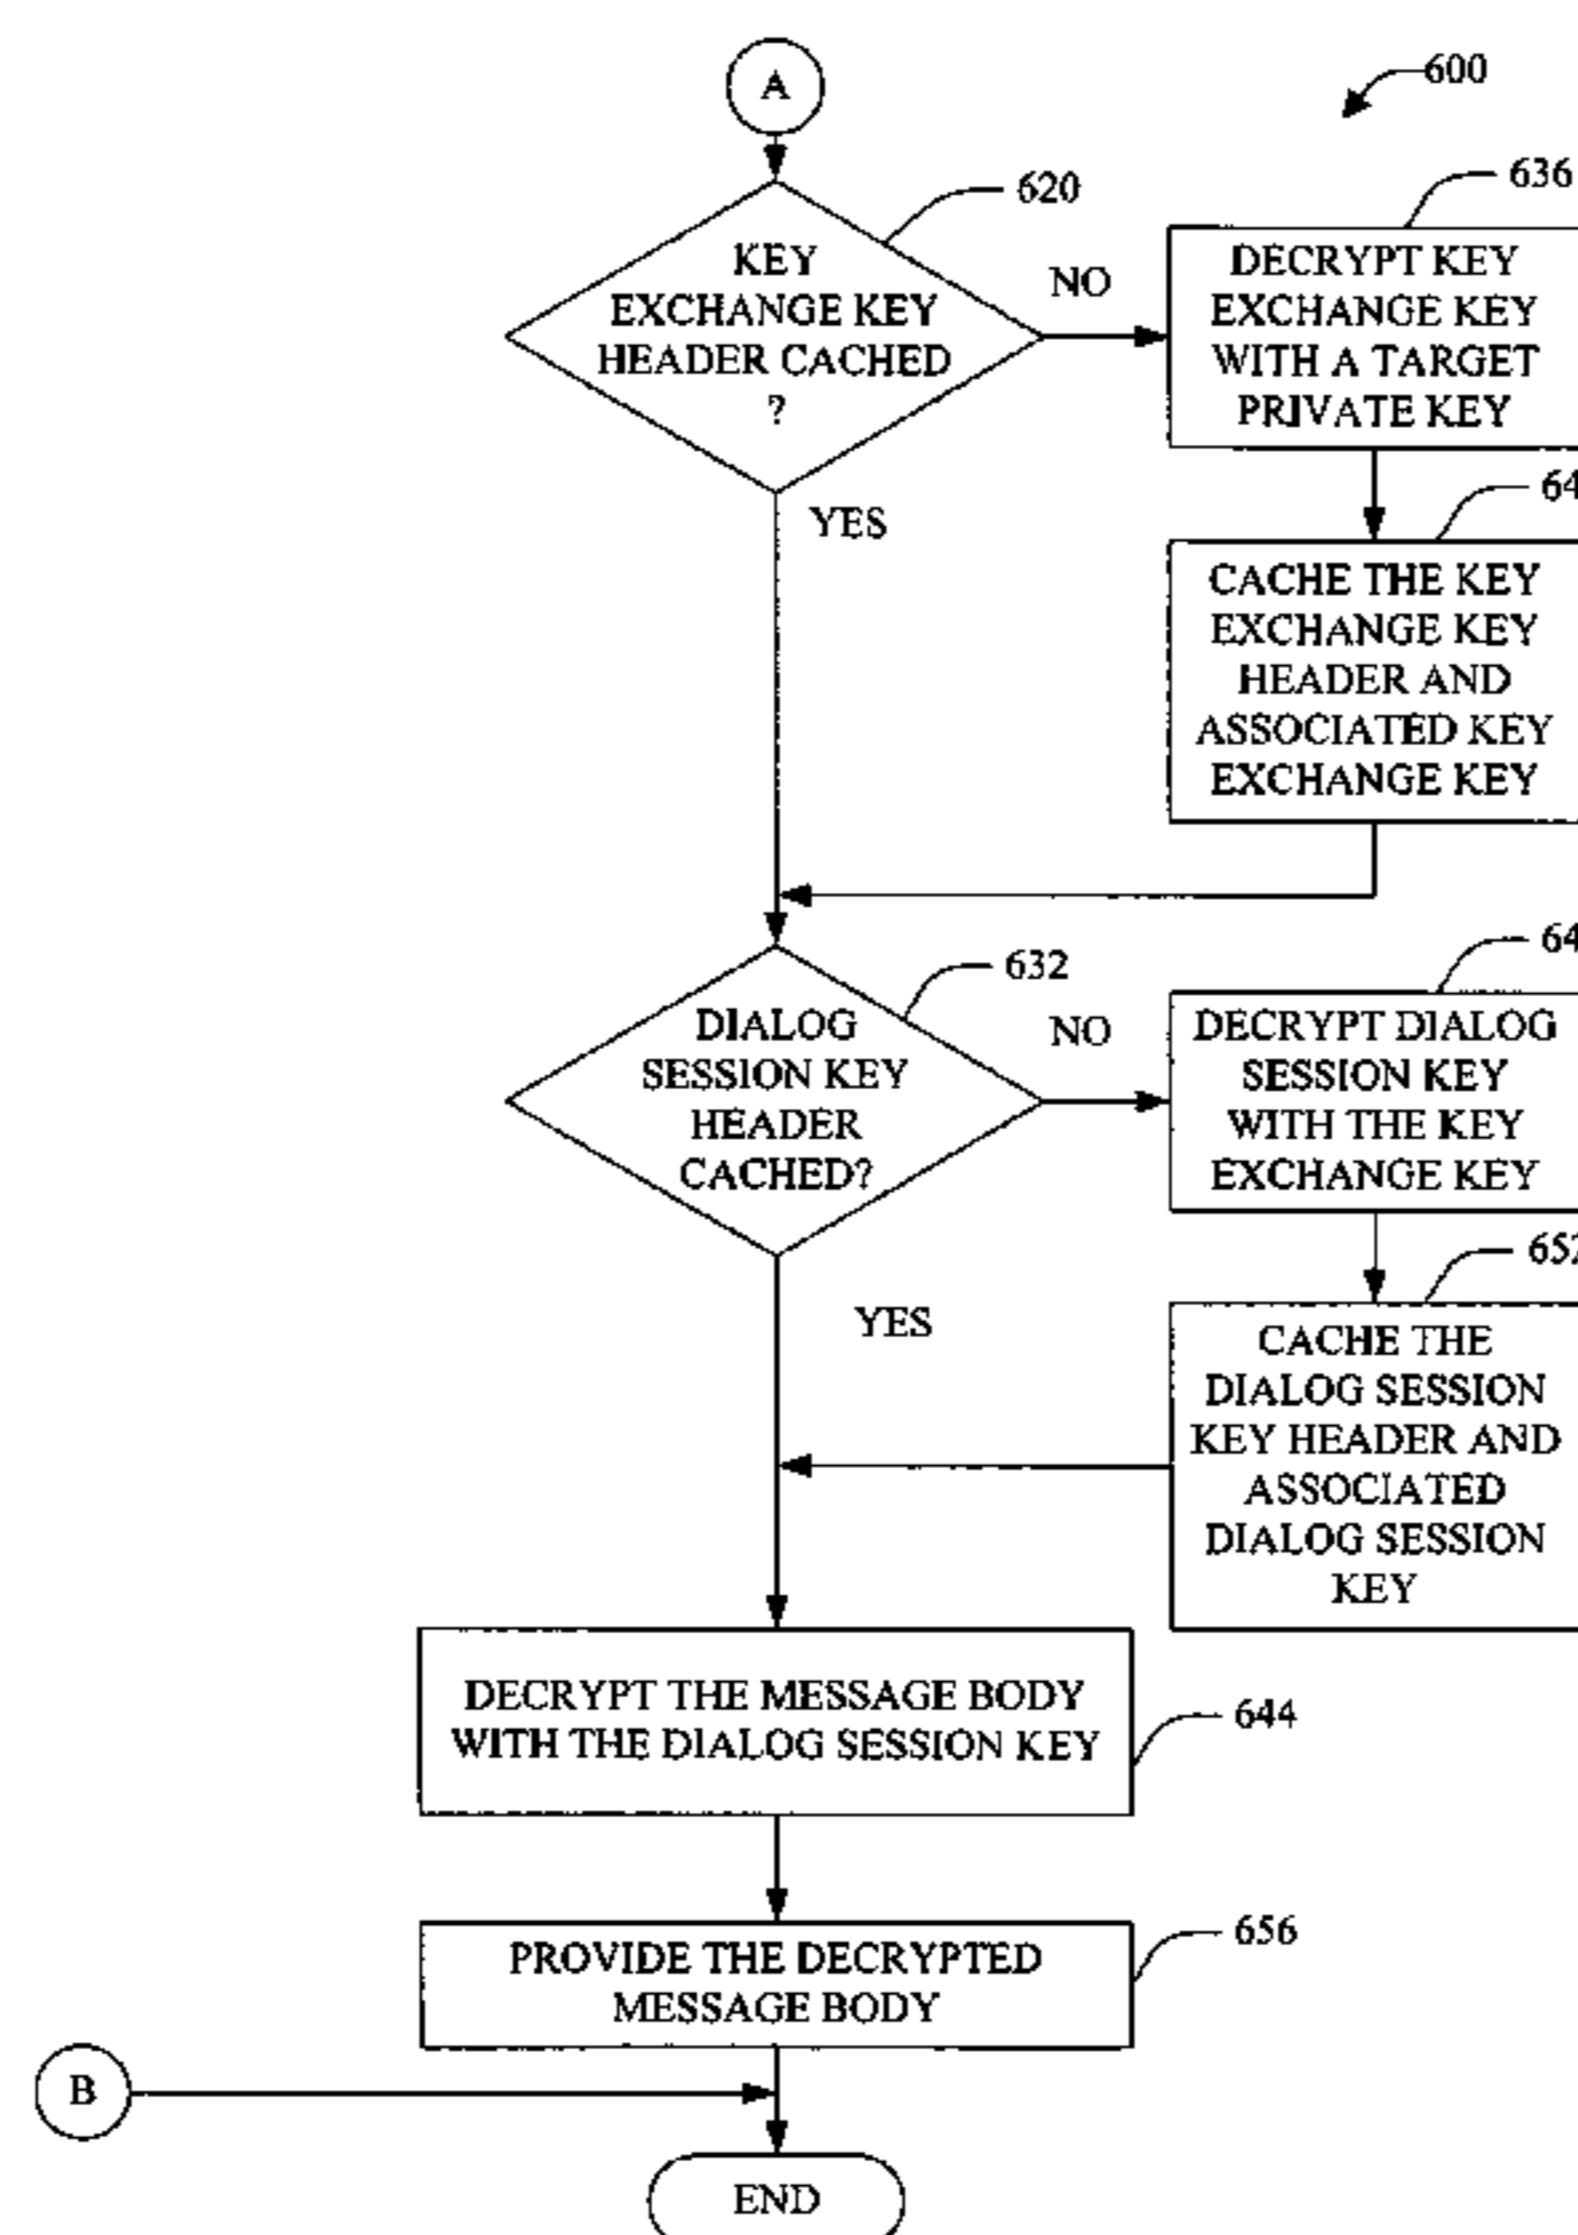 A
600
620
KEY
EXCHANGE KEY
HEADER CACHED
?
NO
636
DECRYPT KEY
EXCHANGE KEY
WITH A TARGET
PRIVATE KEY
YES
CACHE THE KEY
EXCHANGE KEY
HEADER AND
ASSOCIATED KEY
EXCHANGE KEY
632
DIALOG
SESSION KEY
HEADER
CACHED?
NO
DECRYPT DIALOG
SESSION KEY
WITH THE KEY
EXCHANGE KEY
YES
652
CACHE THE
DIALOG SESSION
KEY HEADER AND
ASSOCIATED
DIALOG SESSION
KEY
DECRYPT THE MESSAGE BODY
WITH THE DIALOG SESSION KEY
644
PROVIDE THE DECRYPTED
MESSAGE BODY
656
B
END